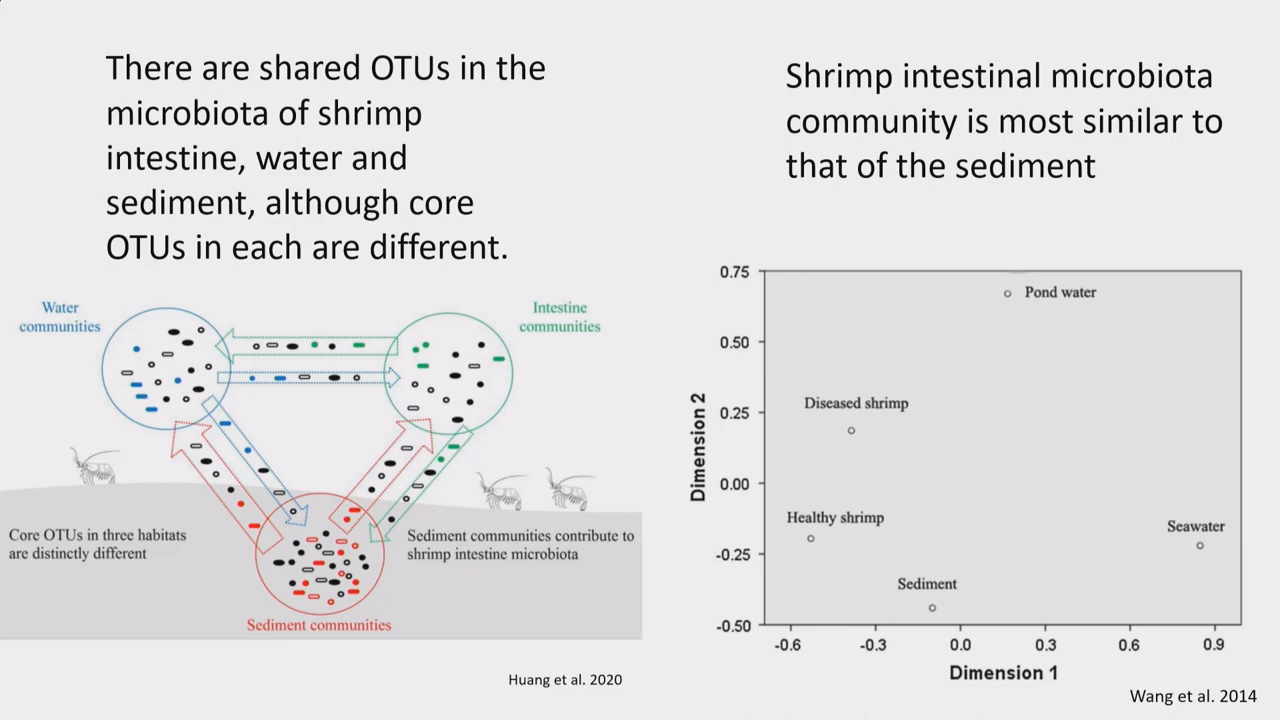 There are shared OTUs in the
microbiota of shrimp
intestine, water and
sediment, although core
OTUs in each are different.
Water
communities
Intestine
communities
Core OTUs in three habitats
are distinctly different
Sediment communities contribute to
shrimp intestine microbiota
Sediment communities
Huang et al. 2020
Shrimp intestinal microbiota
community is most similar to
that of the sediment
0.75
0.50
0.25
0.00
-0.25
-0.50
Dimension 2
Pond water
Diseased shrimp
Healthy shrimp
Seawater
Sediment
-0.6
-0.3
0.0
0.3
0.6
0.9
Dimension 1
Wang et al. 2014